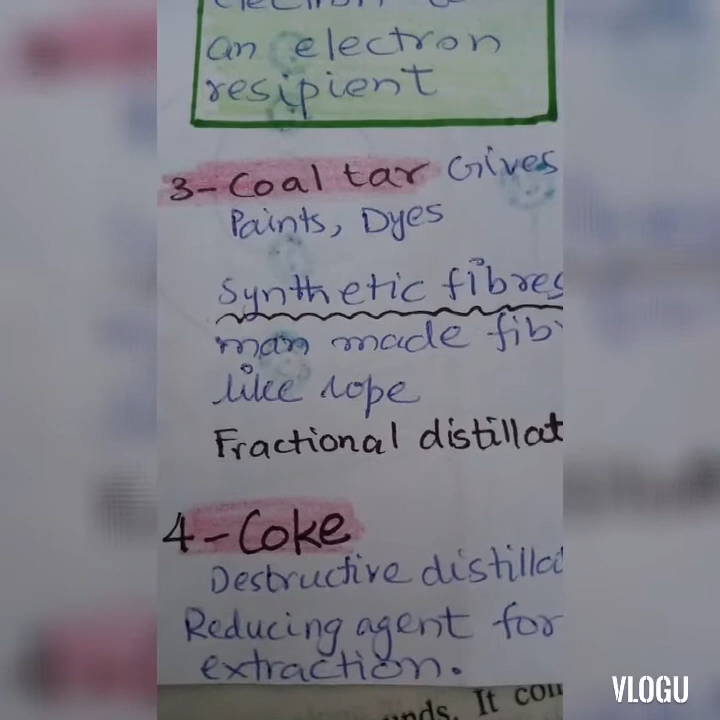 an electron
resipient
3-Coal tar Gives
Paints, Dyes
Synthetic fibres
man made fib
like rope
Fractional distillat
4-Coke
Destructive distilla
Reducing agent for
extraction.
It con
VLOGU